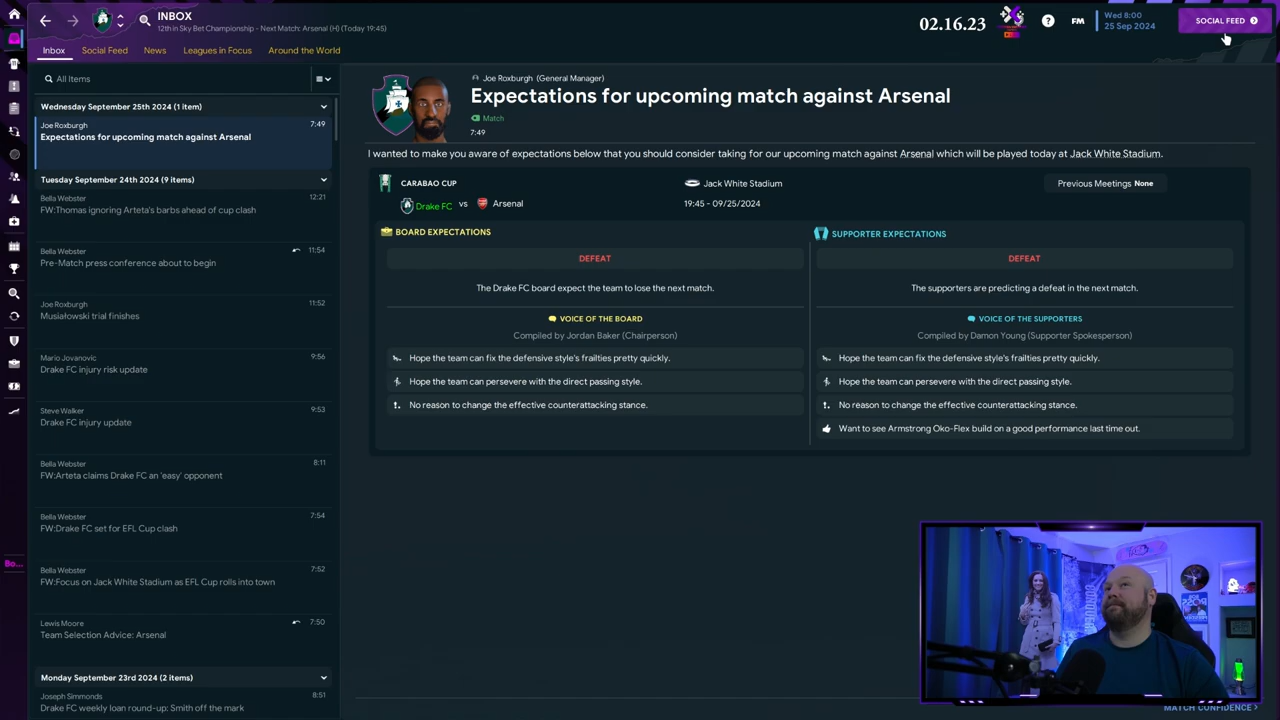 INBOX
12th in Sky Bet Championship - Next Match: Arsenal (H) (Today 19:45)
02.16.23
FM
Wed 8:00
25 Sep 2024
SOCIAL FEED
Inbox
Social Feed
News
Leagues in Focus
Around the World
All Items
Wednesday September 25th 2024 (1 item)
Joe Roxburgh
7:49
Expectations for upcoming match against Arsenal
Tuesday September 24th 2024 (9 items)
Bella Webster
12:21
FW:Thomas ignoring Arteta's barbs ahead of cup clash
Bella Webster
11:54
Pre-Match press conference about to begin
Joe Roxburgh
11:52
Musiałowski trial finishes
Mario Jovanovic
9:56
Drake FC injury risk update
Steve Walker
9:53
Drake FC injury update
Bella Webster
8:11
FW:Arteta claims Drake FC an 'easy' opponent
Bella Webster
7:54
FW:Drake FC set for EFL Cup clash
Bella Webster
7:52
FW:Focus on Jack White Stadium as EFL Cup rolls into town
Lewis Moore
7:50
Team Selection Advice: Arsenal
Monday September 23rd 2024 (2 items)
Joseph Simmonds
8:51
Drake FC weekly loan round-up: Smith off the mark
Bo...
Joe Roxburgh (General Manager)
Expectations for upcoming match against Arsenal
Match
7:49
I wanted to make you aware of expectations below that you should consider taking for our upcoming match against Arsenal which will be played today at Jack White Stadium.
CARABAO CUP
Jack White Stadium
Previous Meetings None
Drake FC vs Arsenal
19:45 - 09/25/2024
BOARD EXPECTATIONS
DEFEAT
The Drake FC board expect the team to lose the next match.
VOICE OF THE BOARD
Compiled by Jordan Baker (Chairperson)
Hope the team can fix the defensive style's frailties pretty quickly.
Hope the team can persevere with the direct passing style.
No reason to change the effective counterattacking stance.
SUPPORTER EXPECTATIONS
DEFEAT
The supporters are predicting a defeat in the next match.
VOICE OF THE SUPPORTERS
Compiled by Damon Young (Supporter Spokesperson)
Hope the team can fix the defensive style's frailties pretty quickly.
Hope the team can persevere with the direct passing style.
No reason to change the effective counterattacking stance.
Want to see Armstrong Oko-Flex build on a good performance last time out.
MATCH CONFIDENCE